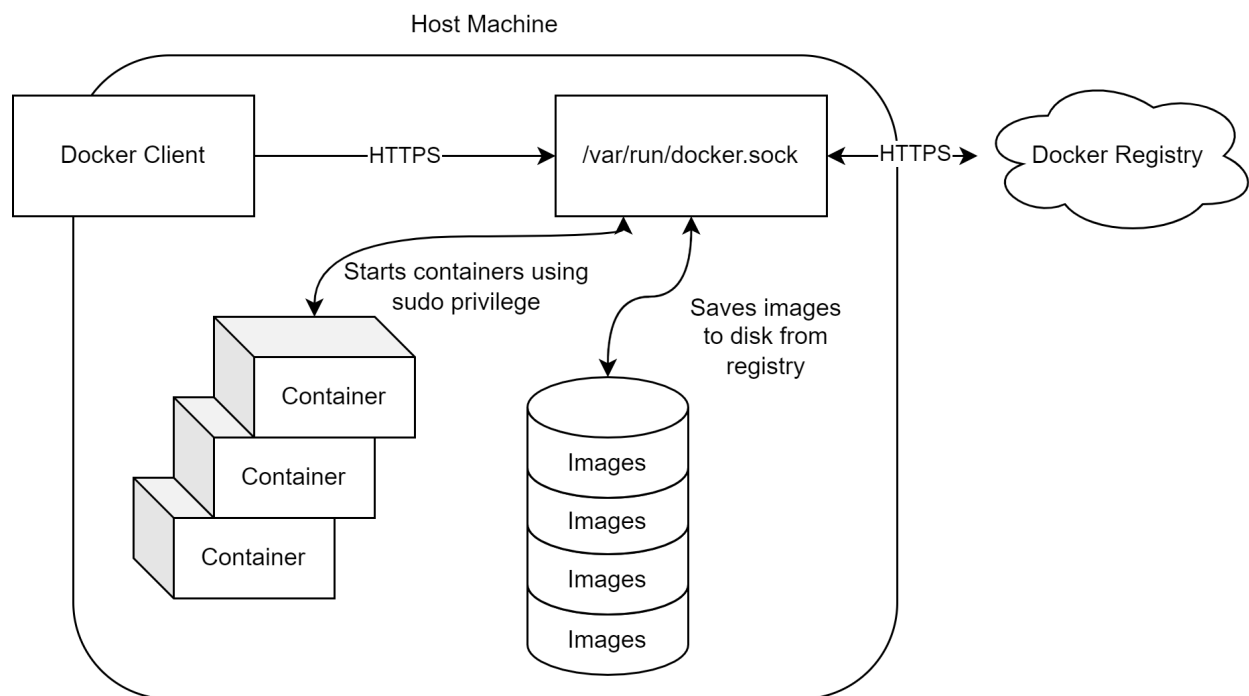 Host Machine
Docker Client
HTTPS
/var/run/docker.sock
HTTPS
Docker Registry
Starts containers using
sudo privilege
Saves images
to disk from
registry
Container
Container
Container
Images
Images
Images
Images